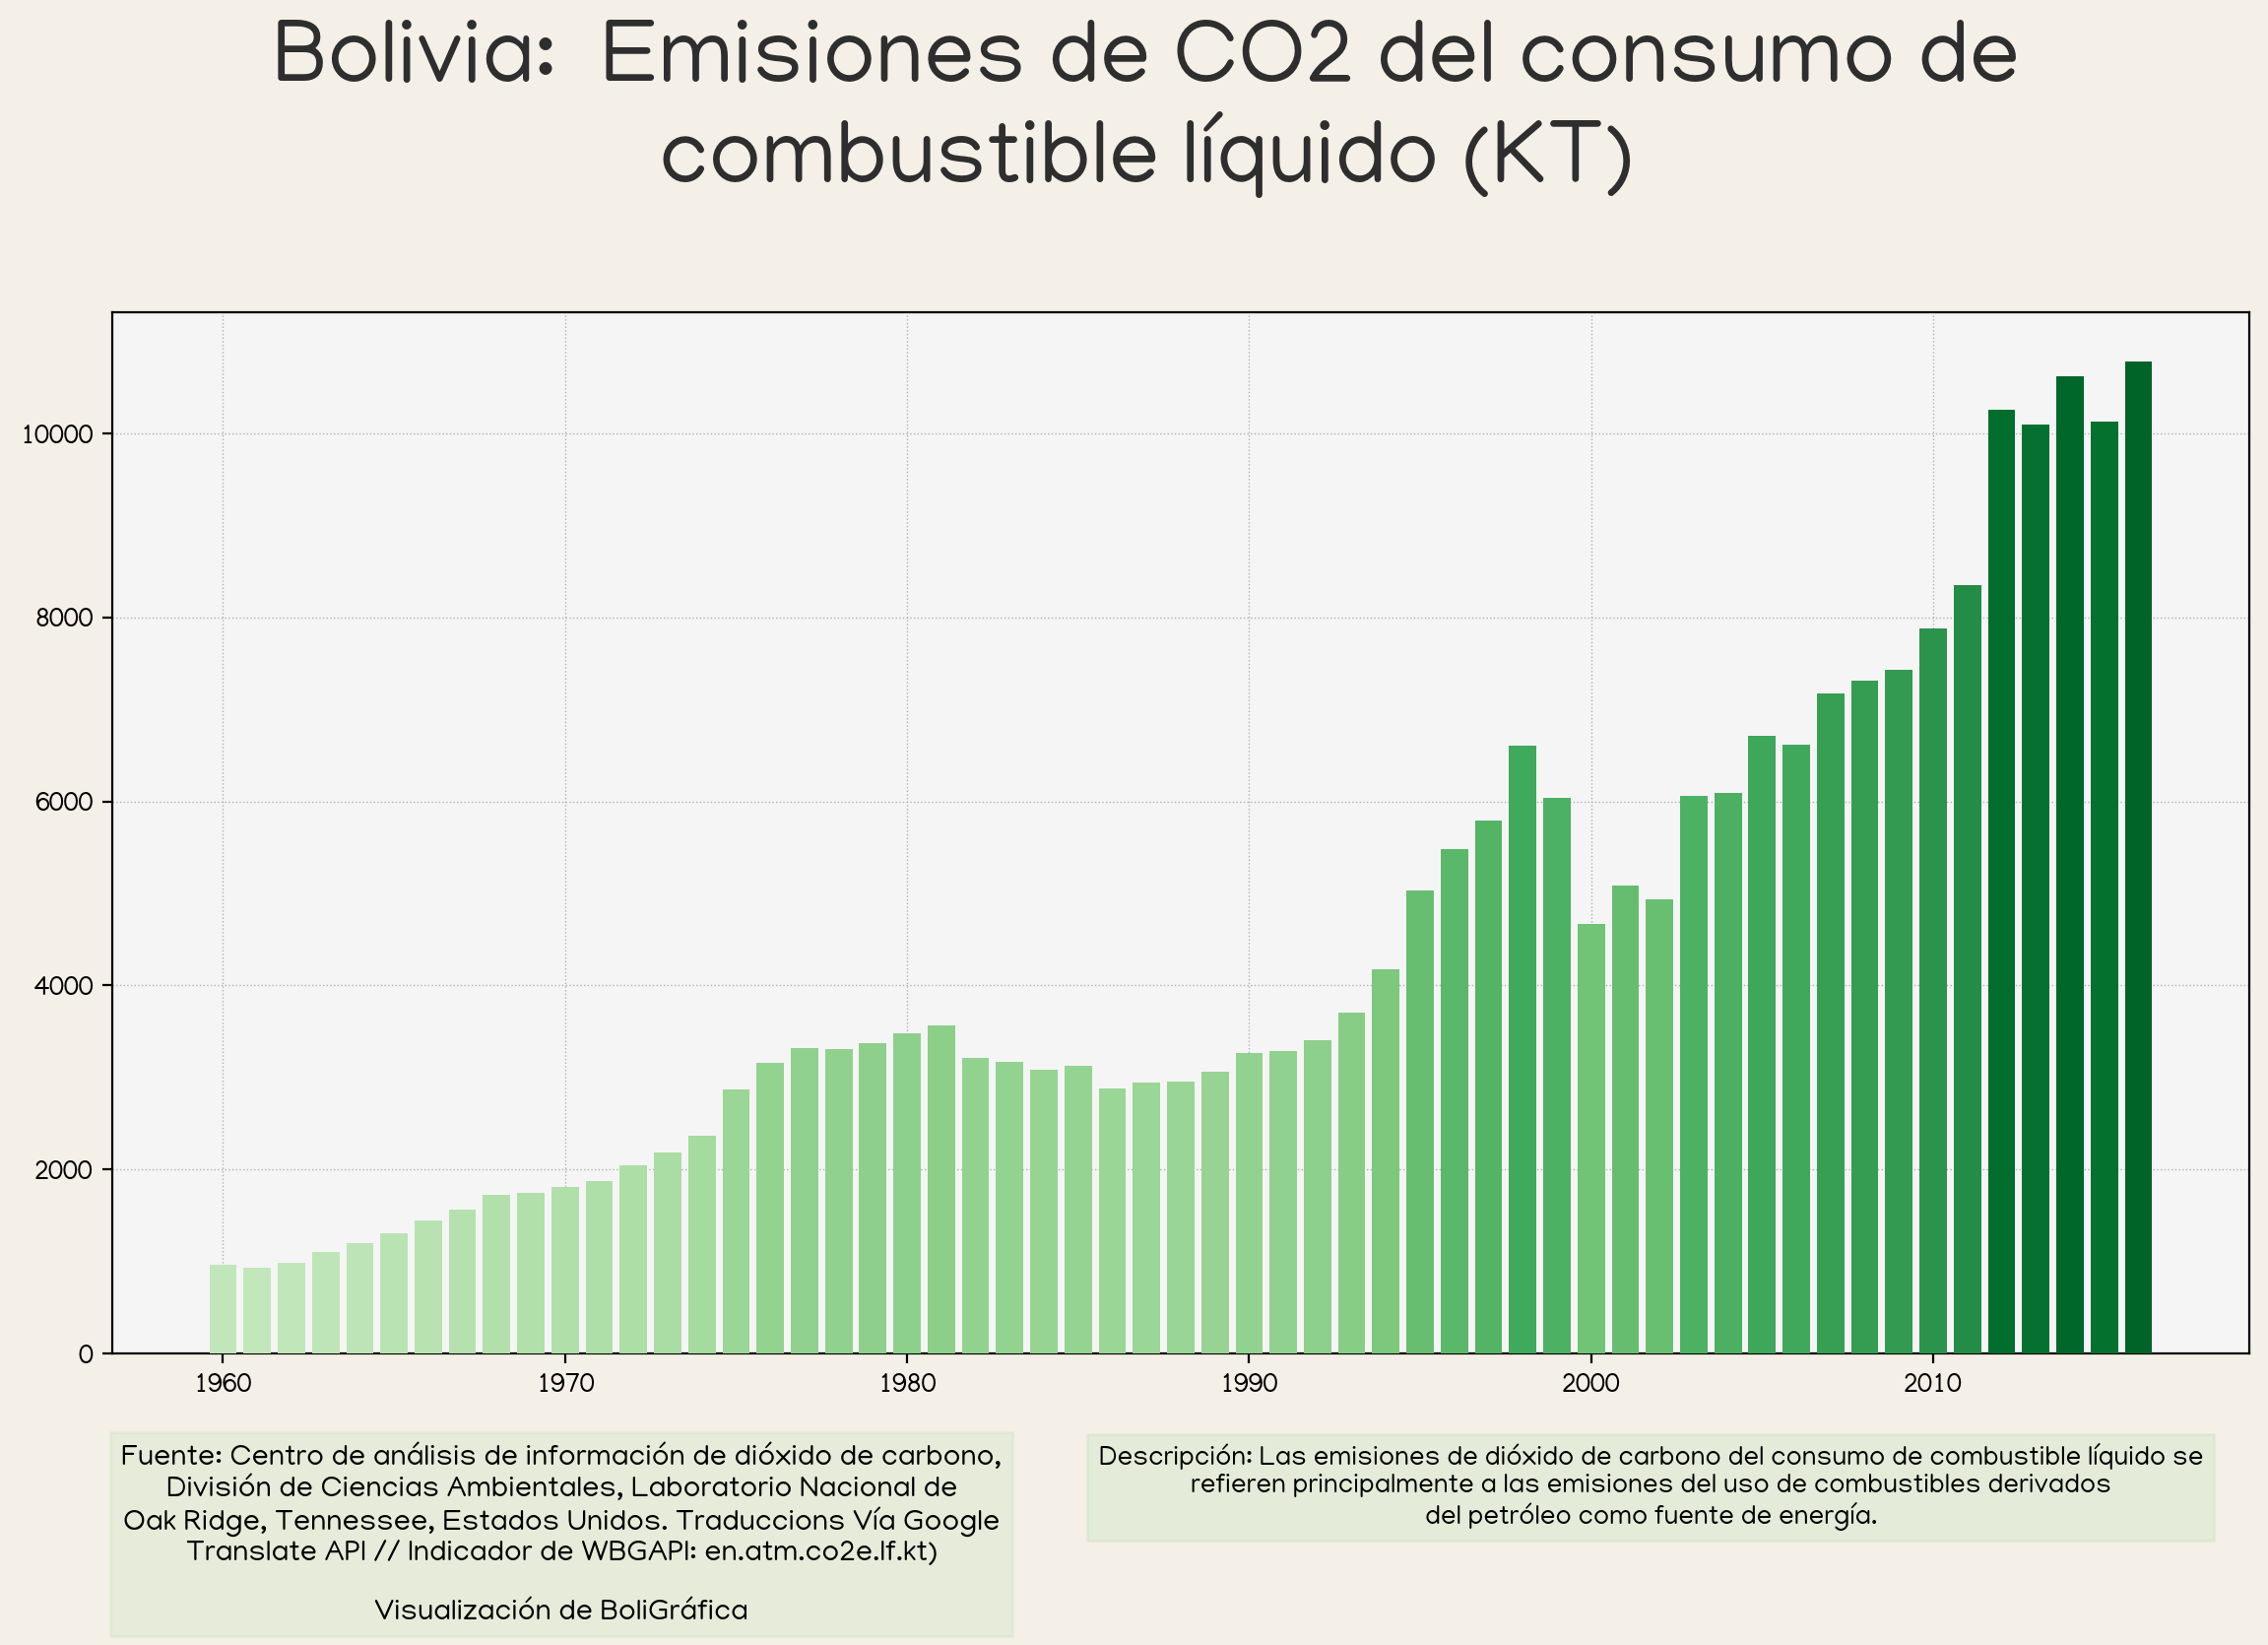 Bolivia:  Emisiones de CO2 del consumo de
combustible líquido (KT)
10000
8000
6000
4000
2000
0
1960
1970
1980
1990
2000
2010
Fuente: Centro de análisis de información de dióxido de carbono,
División de Ciencias Ambientales, Laboratorio Nacional de
Oak Ridge, Tennessee, Estados Unidos. Traduccions Vía Google
Translate API // Indicador de WBGAPI: en.atm.co2e.lf.kt)
Visualización de BoliGráfica
Descripción: Las emisiones de dióxido de carbono del consumo de combustible líquido se
refieren principalmente a las emisiones del uso de combustibles derivados
del petróleo como fuente de energía.